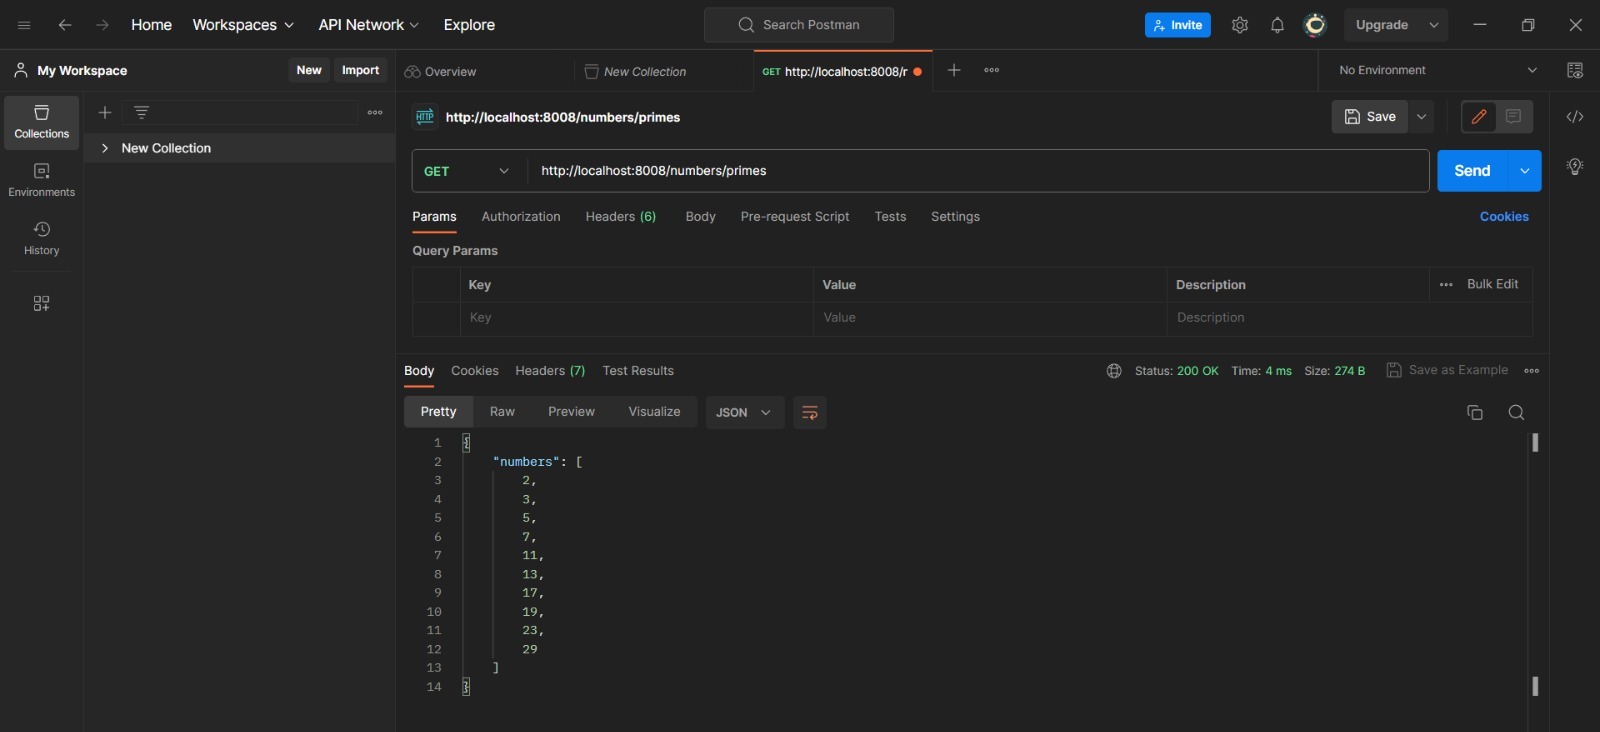 Home Workspaces API Network Explore Search Postman Invite Upgrade
My Workspace New Import Overview New Collection GET http://localhost:8008/r No Environment
Collections
New Collection
Environments
History
HTTP http://localhost:8008/numbers/primes Save
GET http://localhost:8008/numbers/primes Send
Params Authorization Headers (6) Body Pre-request Script Tests Settings Cookies
Query Params
Key Value Description Bulk Edit
Key Value Description
Body Cookies Headers (7) Test Results Status: 200 OK Time: 4 ms Size: 274 B Save as Example
Pretty Raw Preview Visualize JSON
1 {
2 "numbers": [
3 2,
4 3,
5 5,
6 7,
7 11,
8 13,
9 17,
10 19,
11 23,
12 29
13 ]
14 }